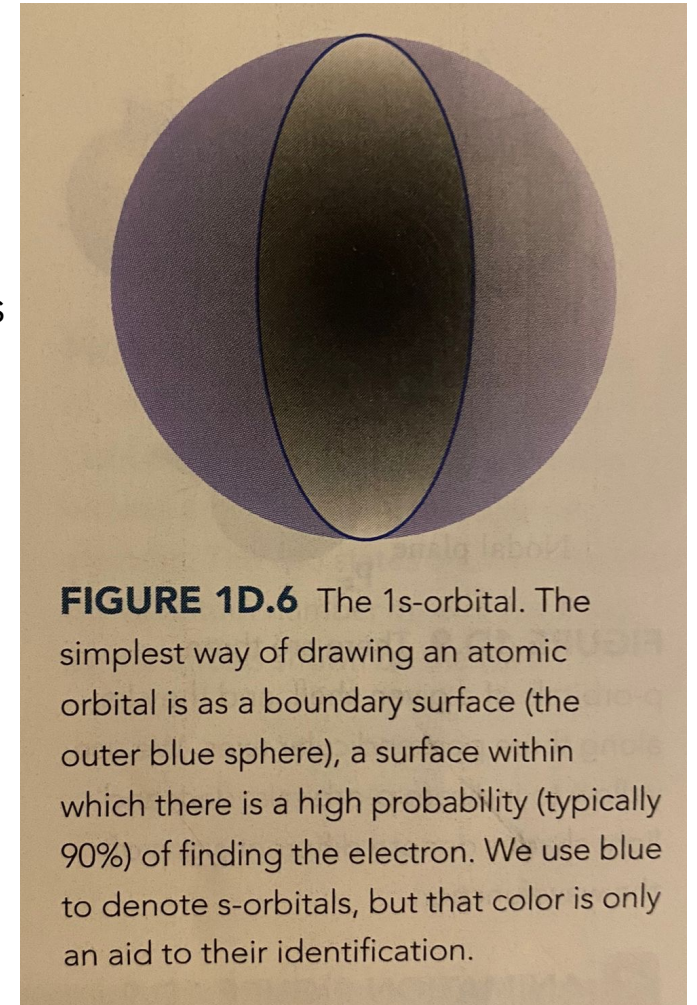 s
FIGURE 1D.6 The 1s-orbital. The
simplest way of drawing an atomic
orbital is as a boundary surface (the
outer blue sphere), a surface within
which there is a high probability (typically
90%) of finding the electron. We use blue
to denote s-orbitals, but that color is only
an aid to their identification.